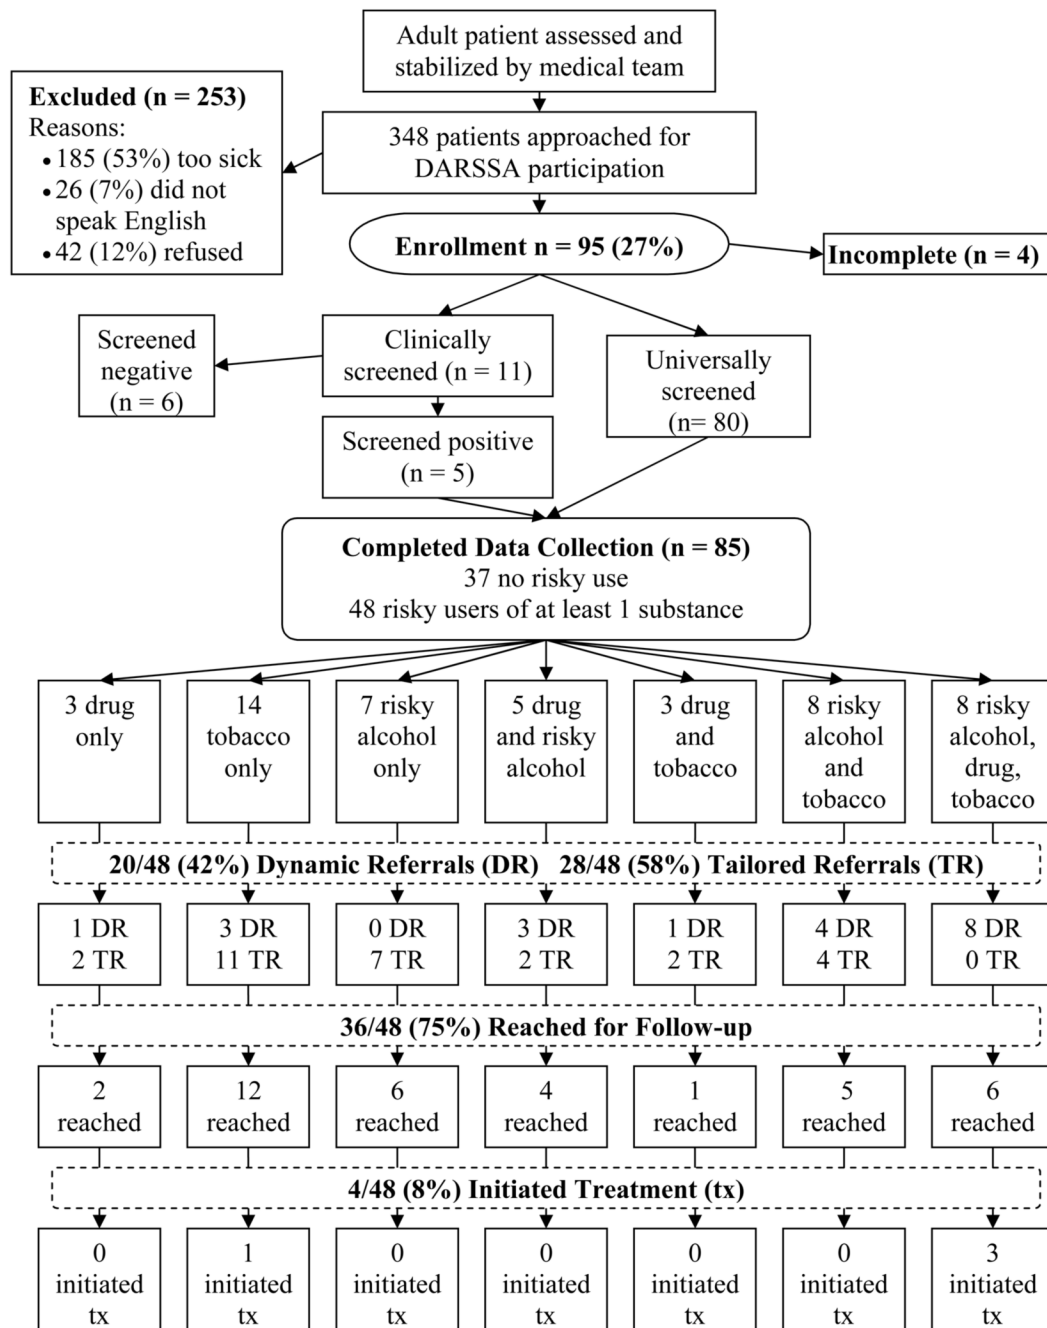 Adult patient assessed and
stabilized by medical team
Excluded (n = 253)
Reasons:
• 185 (53%) too sick
• 26 (7%) did not
speak English
• 42 (12%) refused
348 patients approached for
DARSSA participation
Enrollment n = 95 (27%)
Incomplete (n = 4)
Screened
negative
(n = 6)
Clinically
screened (n = 11)
Universally
screened
(n= 80)
Screened positive
(n = 5)
Completed Data Collection (n = 85)
37 no risky use
48 risky users of at least 1 substance
3 drug
only
14
tobacco
only
7 risky
alcohol
only
5 drug
and risky
alcohol
3 drug
and
tobacco
8 risky
alcohol
and
tobacco
8 risky
alcohol,
drug,
tobacco
20/48 (42%) Dynamic Referrals (DR) 28/48 (58%) Tailored Referrals (TR)
1 DR
2 TR
3 DR
11 TR
0 DR
7 TR
3 DR
2 TR
1 DR
2 TR
4 DR
4 TR
8 DR
0 TR
36/48 (75%) Reached for Follow-up
2
reached
12
reached
6
reached
4
reached
1
reached
5
reached
6
reached
4/48 (8%) Initiated Treatment (tx)
0
initiated
tx
1
initiated
tx
0
initiated
tx
0
initiated
tx
0
initiated
tx
0
initiated
tx
3
initiated
tx